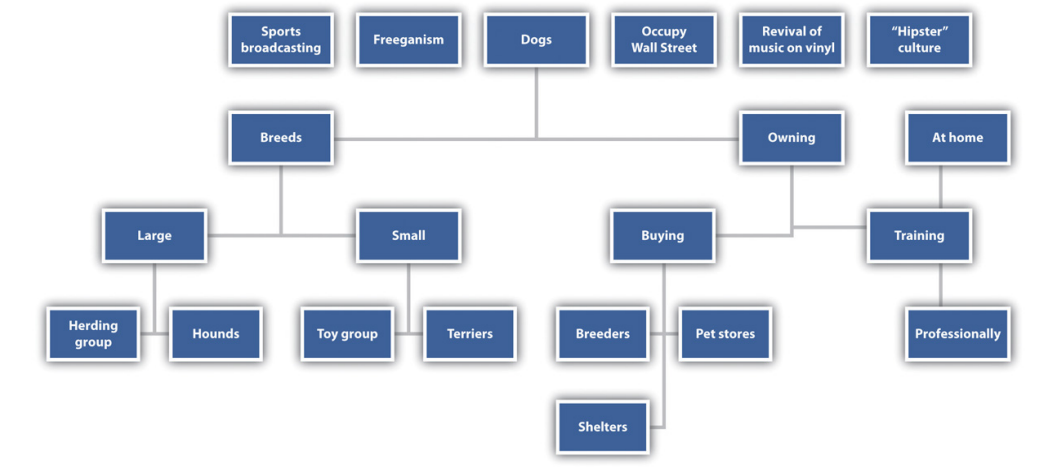 Sports
broadcasting
Freeganism
Dogs
Occupy
Wall Street
Revival of
music on vinyl
“Hipster”
culture
Breeds
Owning
At home
Large
Small
Buying
Training
Herding
group
Hounds
Toy group
Terriers
Breeders
Pet stores
Professionally
Shelters